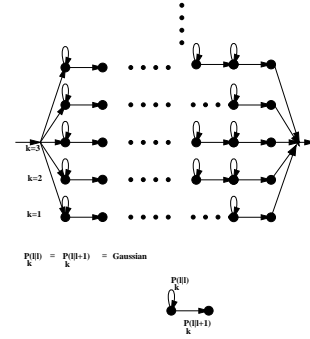 k=3
k=2
k=1
P(l|l) = P(l|l+1) = Gaussian
k k
P(l|l)
k
P(l|l+1)
k